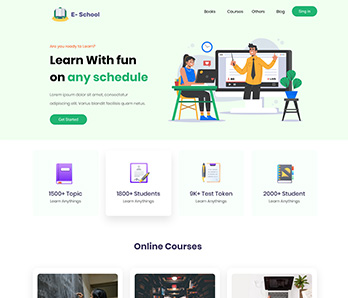 E- School
Books Courses Others Blog Sing In
Are you ready to Learn?
Learn With fun
on any schedule
Lorem ipsum dolor sit amet, consectetur
adipiscing elit. Varius blandit facilisis quam netus.
Get Started
1500+ Topic 1800+ Students 9K+ Test Token 2000+ Student
Learn Anythings Learn Anythings Learn Anythings Learn Anythings
Online Courses